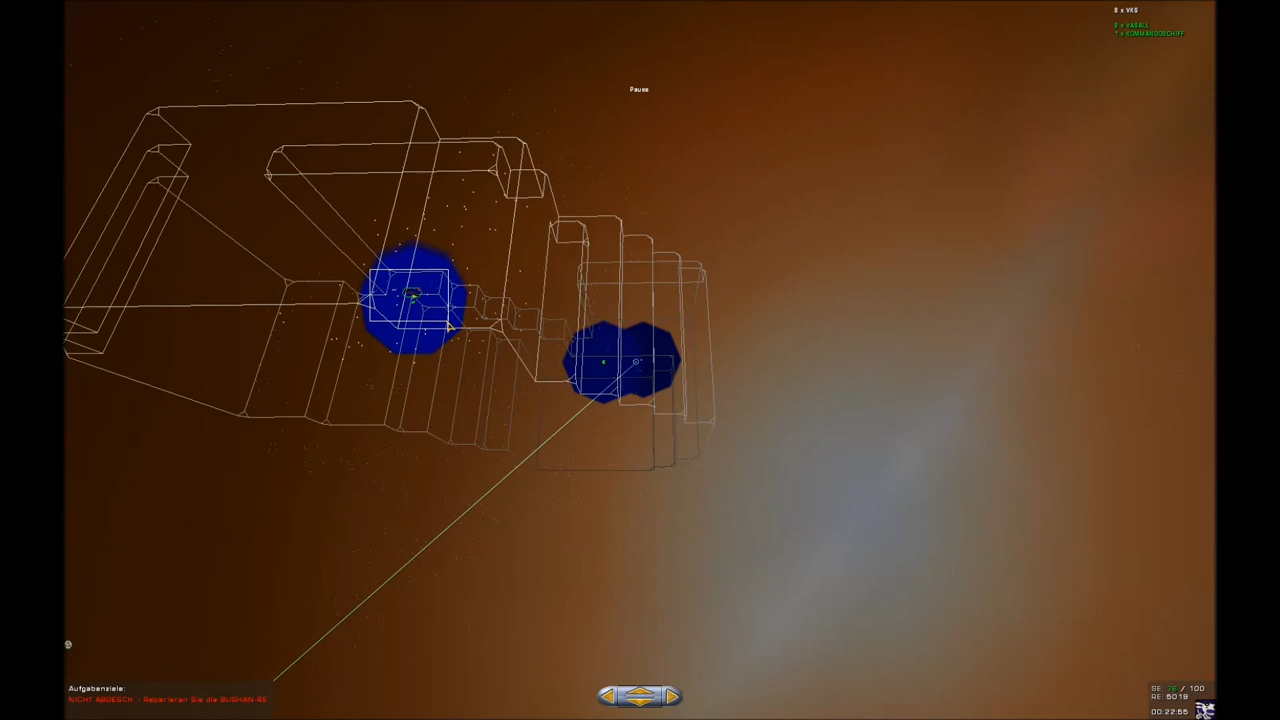 8 x VKS
8 x VASALL
1 x KOMMANDOSCHIFF
Pause
Aufgabenziele:
NICHT ABGESCH. - Reparieren Sie die BUSHAN-RE
SE: 76 / 100
RE: 5019
00:22:55